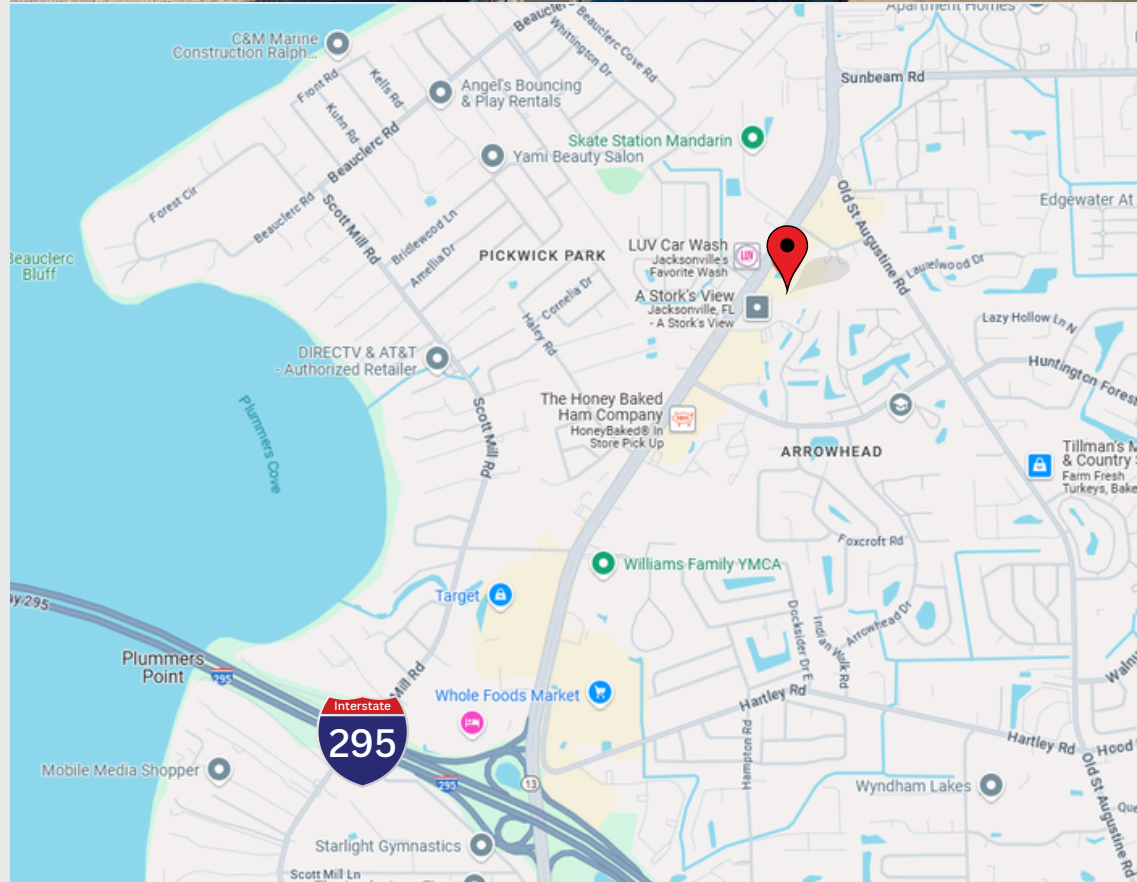 Apartment Homes
C&M Marine
Construction Ralph...
Beauclerc
Beauclerc Cove Rd
Whittington Dr
Sunbeam Rd
Front Rd
Kells Rd
Kuhn Rd
Angel's Bouncing
& Play Rentals
Beauclerc Rd
Skate Station Mandarin
Yami Beauty Salon
Forest Cir
Beauclerc Rd
Scott Mill Rd
Bridlewood Ln
Amellia Dr
Old St Augustine Rd
Edgewater At
Beauclerc
Bluff
PICKWICK PARK
LUV Car Wash
Jacksonville's
Favorite Wash
LUV
Laurelwood Dr
A Stork's View
Jacksonville, FL
- A Stork's View
Cornelia Dr
Haley Rd
Lazy Hollow Ln N
DIRECTV & AT&T
- Authorized Retailer
Huntington Forest
Plummers Cove
Scott Mill Rd
The Honey Baked
Ham Company
HoneyBaked® In
Store Pick Up
ARROWHEAD
Tillman's M
& Country
Farm Fresh
Turkeys, Bake
Foxcroft Rd
Williams Family YMCA
Target
y 295
Docksider Dr E
Indian Walk Rd
Arrowhead Dr
Plummers
Point
295
Mill Rd
Whole Foods Market
Hartley Rd
Hampton Rd
Interstate
295
Hartley Rd
Hood
Mobile Media Shopper
295
13
Wyndham Lakes
Old St Augustine Rd
Que
Starlight Gymnastics
Scott Mill Ln